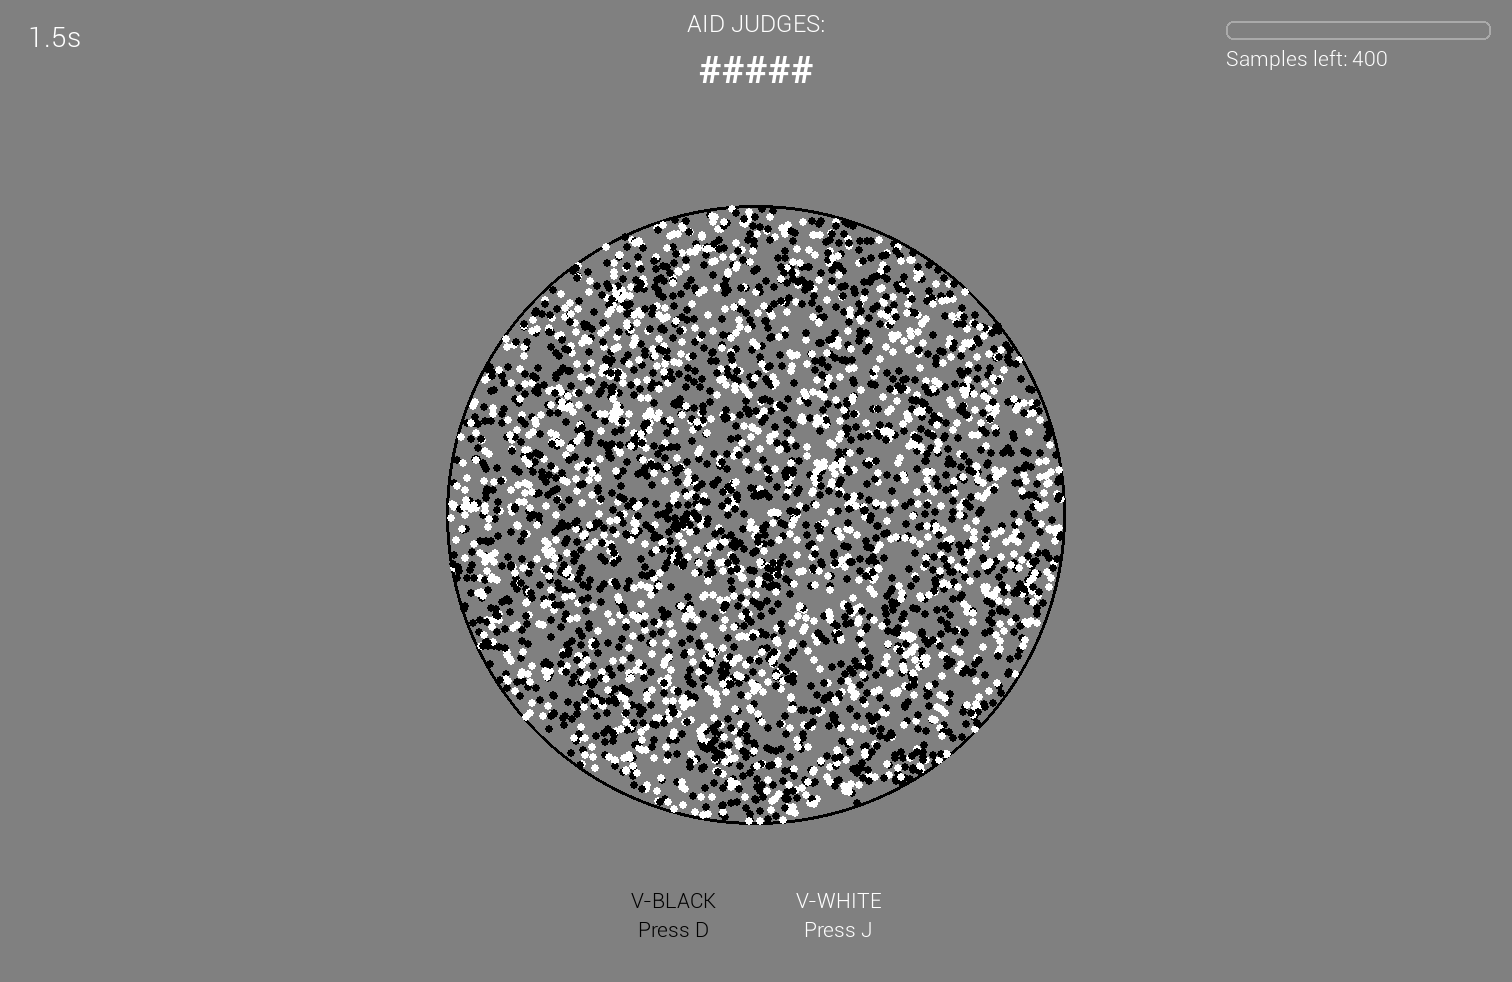 1.5s
AID JUDGES:
#####
Samples left: 400
V-BLACK
Press D
V-WHITE
Press J